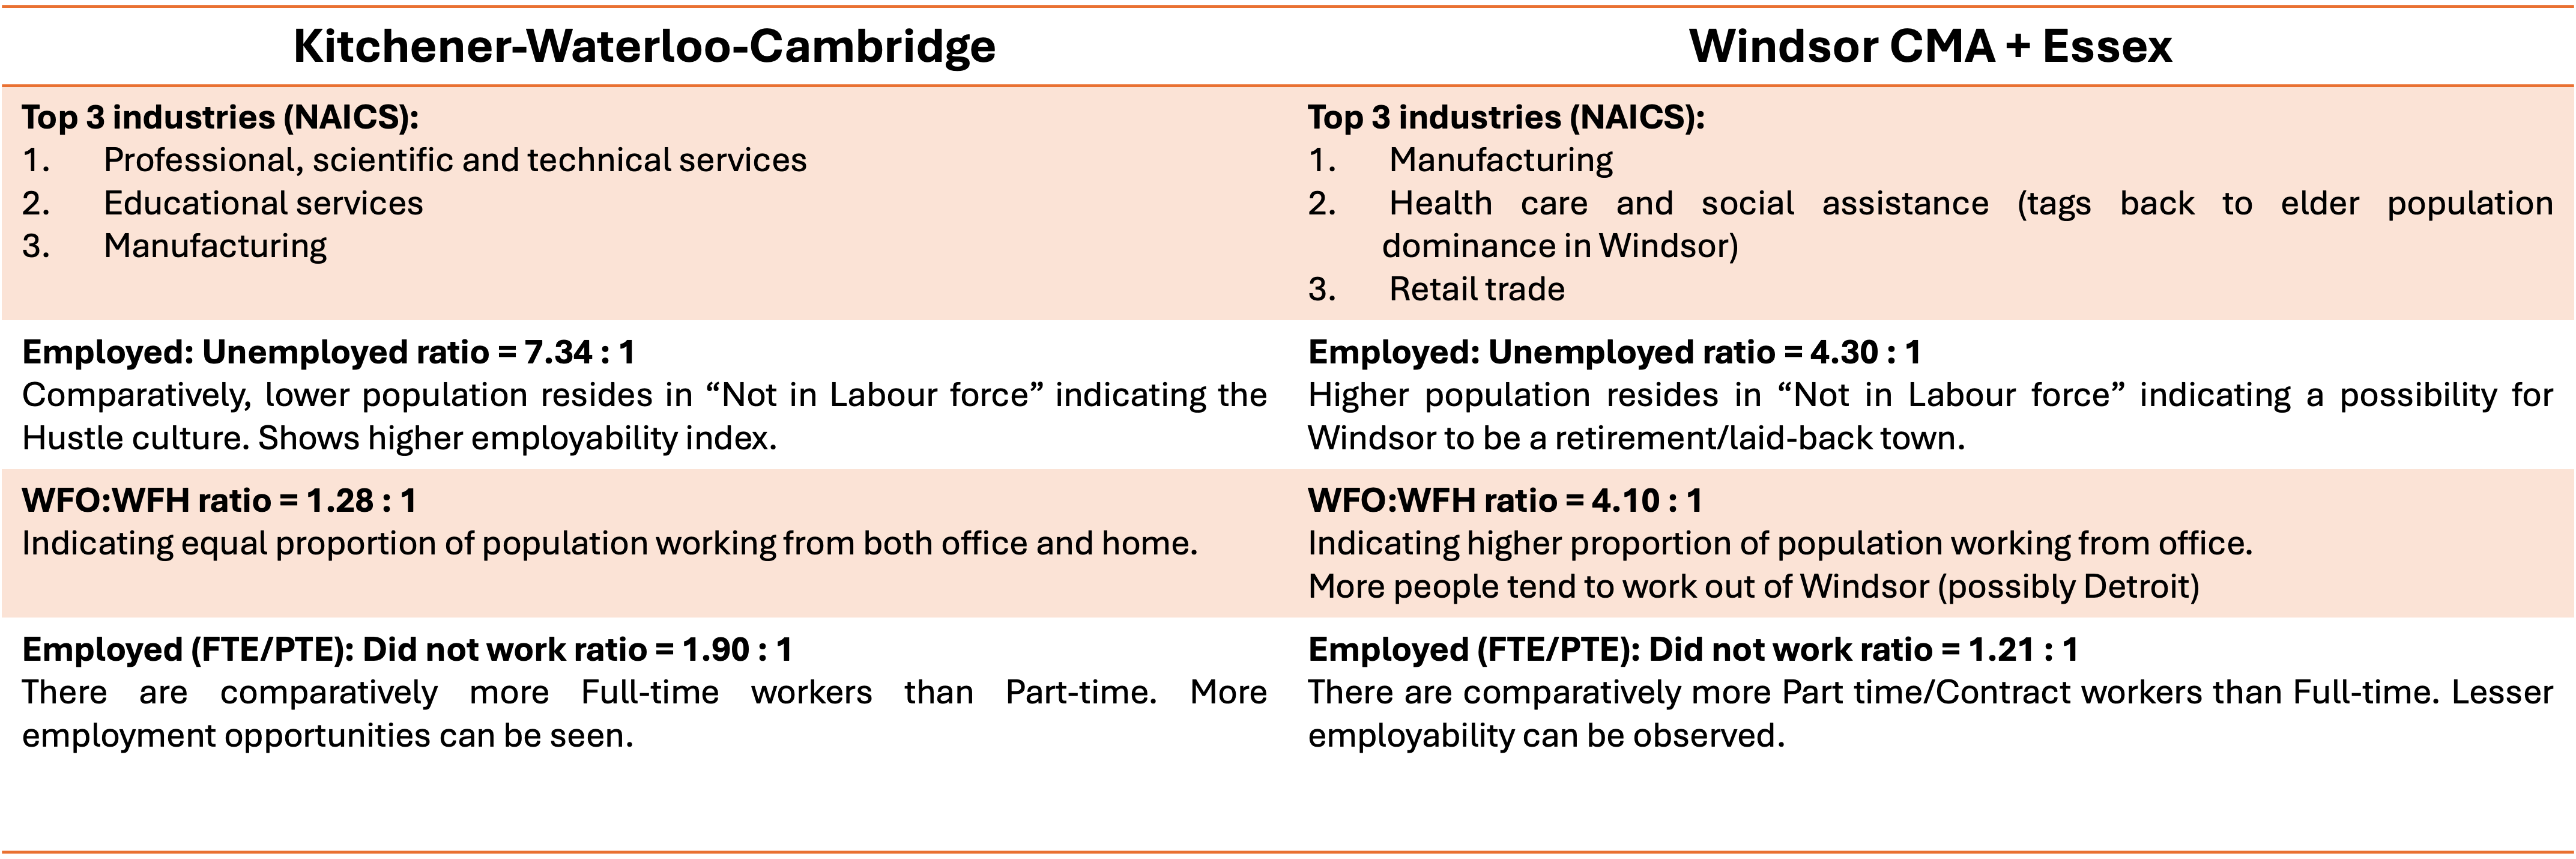 Kitchener-Waterloo-Cambridge
Windsor CMA + Essex
Top 3 industries (NAICS):
1. Professional, scientific and technical services
2. Educational services
3. Manufacturing
Top 3 industries (NAICS):
1. Manufacturing
2. Health care and social assistance (tags back to elder population
dominance in Windsor)
3. Retail trade
Employed: Unemployed ratio = 7.34 : 1
Comparatively, lower population resides in “Not in Labour force” indicating the
Hustle culture. Shows higher employability index.
Employed: Unemployed ratio = 4.30 : 1
Higher population resides in “Not in Labour force” indicating a possibility for
Windsor to be a retirement/laid-back town.
WFO:WFH ratio = 1.28 : 1
Indicating equal proportion of population working from both office and home.
WFO:WFH ratio = 4.10 : 1
Indicating higher proportion of population working from office.
More people tend to work out of Windsor (possibly Detroit)
Employed (FTE/PTE): Did not work ratio = 1.90 : 1
There are comparatively more Full-time workers than Part-time. More
employment opportunities can be seen.
Employed (FTE/PTE): Did not work ratio = 1.21 : 1
There are comparatively more Part time/Contract workers than Full-time. Lesser
employability can be observed.